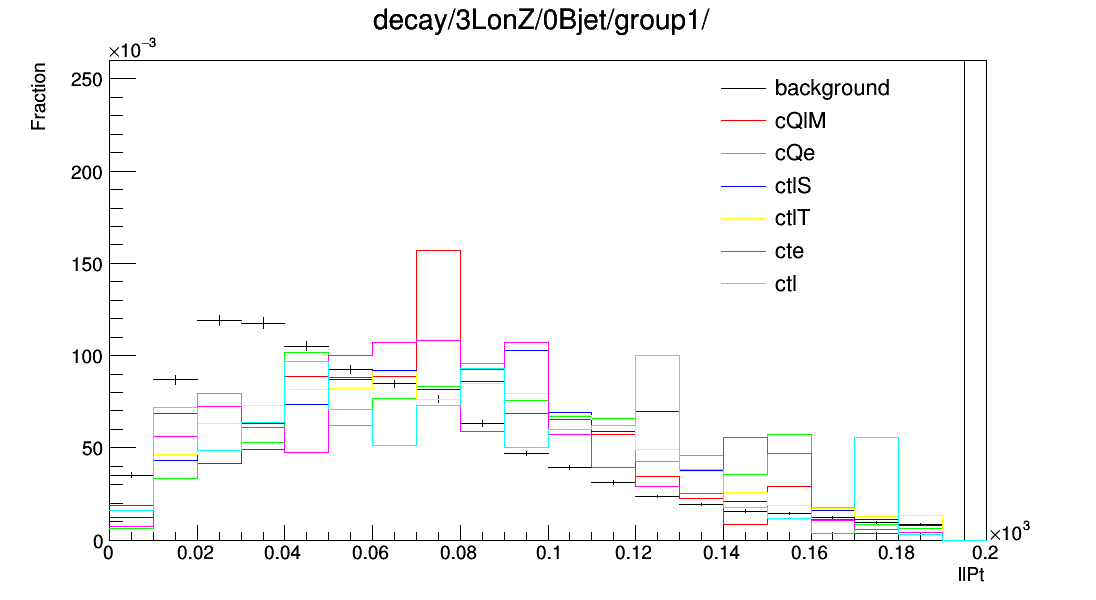 decay/3LonZ/0Bjet/group1/
×10⁻³
Fraction
250
200
150
100
50
0
background
cQlM
cQe
ctlS
ctlT
cte
ctl
0 0.02 0.04 0.06 0.08 0.1 0.12 0.14 0.16 0.18 0.2
×10³
llPt